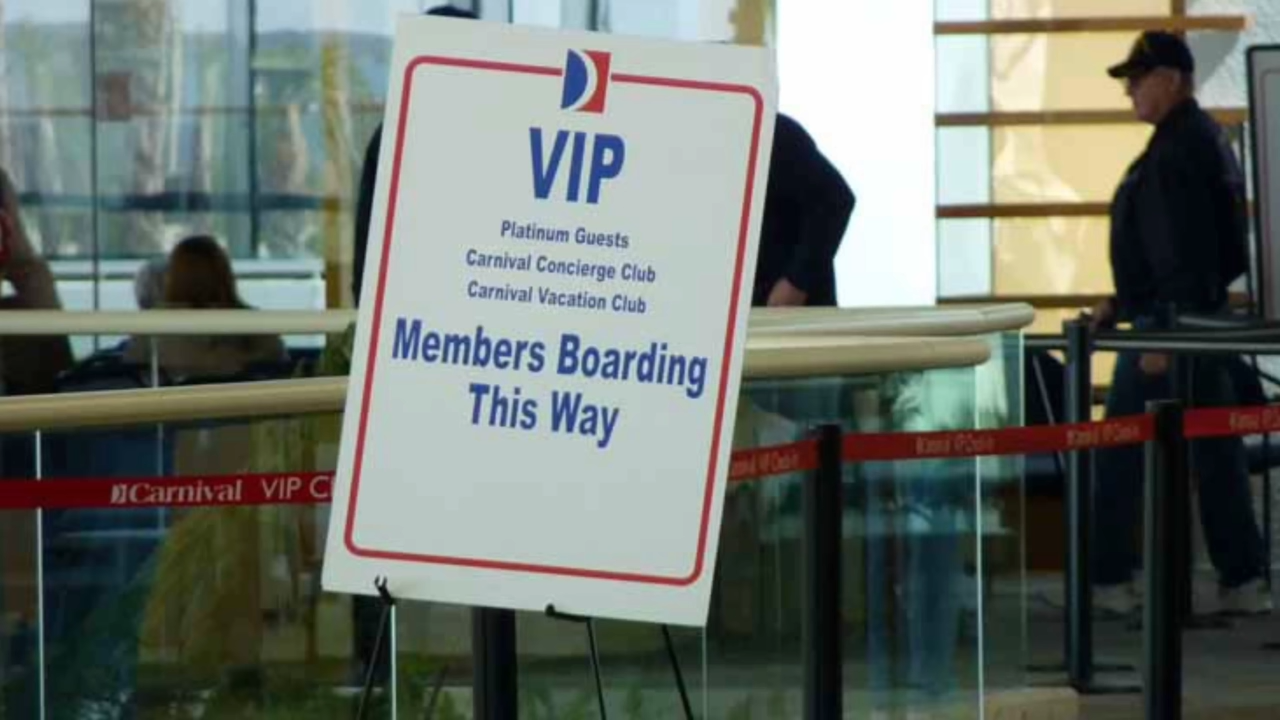 VIP
Platinum Guests
Carnival Concierge Club
Carnival Vacation Club
Members Boarding
This Way
Carnival VIP